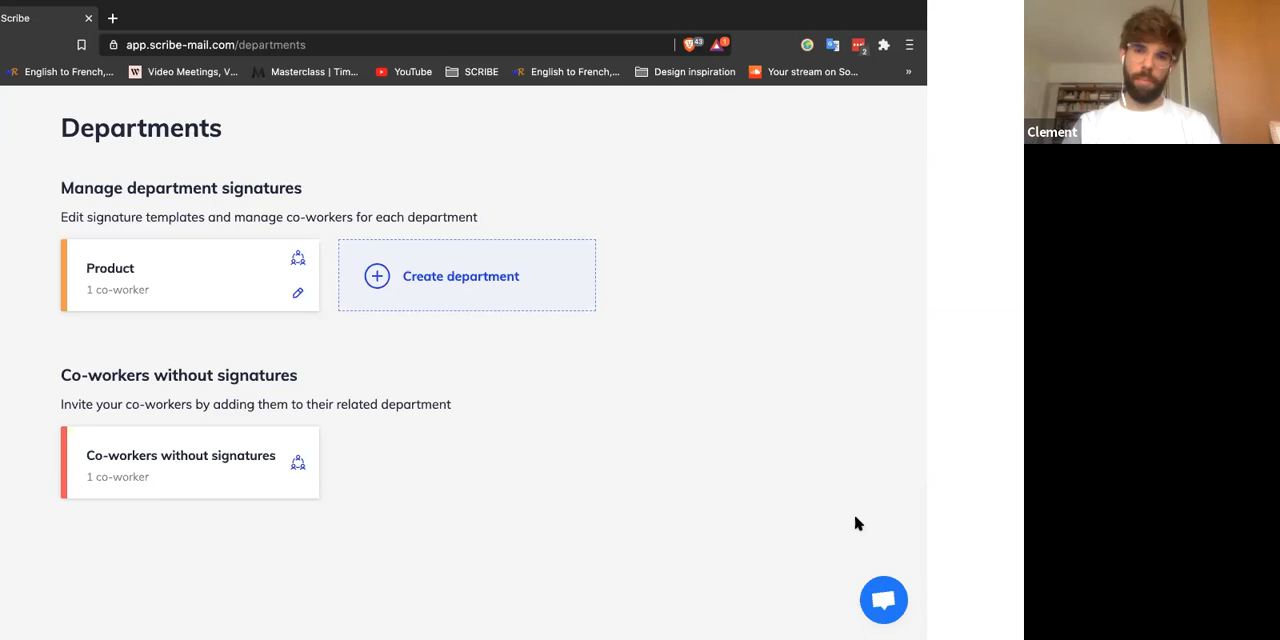 Scribe
app.scribe-mail.com/departments
43
1
2
English to French,...
Video Meetings, V...
Masterclass | Tim...
YouTube
SCRIBE
English to French,...
Design inspiration
Your stream on So...
»
Departments
Manage department signatures
Edit signature templates and manage co-workers for each department
Product
1 co-worker
Create department
Co-workers without signatures
Invite your co-workers by adding them to their related department
Co-workers without signatures
1 co-worker
Clement